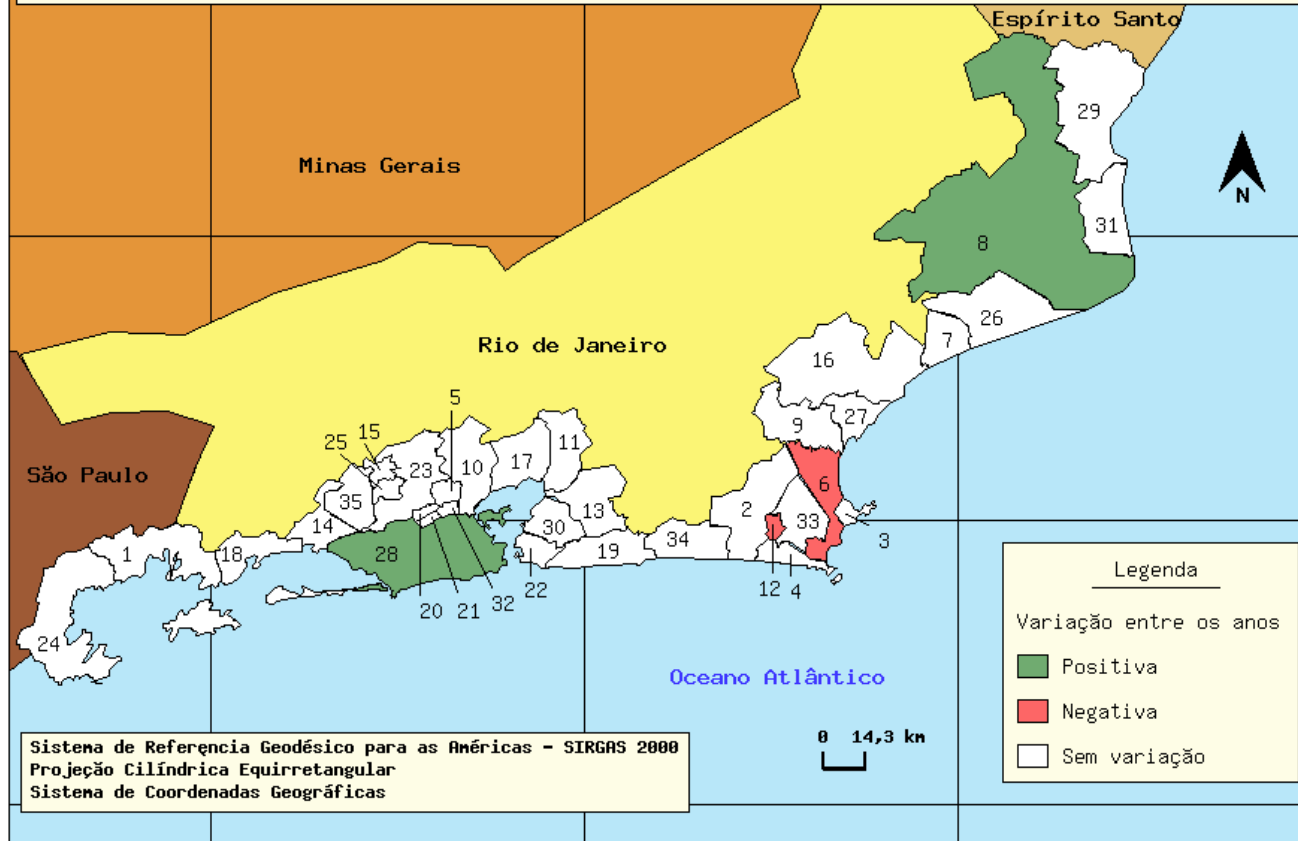 Espírito Santo
29
Minas Gerais
N
31
8
26
7
Rio de Janeiro
16
5
15
25
27
9
11
17
10
23
São Paulo
6
35
2
33
13
14
30
34
28
1
18
19
3
22
12
4
32
21
20
24
Legenda
Variação entre os anos
Positiva
Negativa
Sem variação
Oceano Atlântico
0 14,3 km
Sistema de Referęncia Geodésico para as Américas - SIRGAS 2000
Projeção Cilíndrica Equirretangular
Sistema de Coordenadas Geográficas